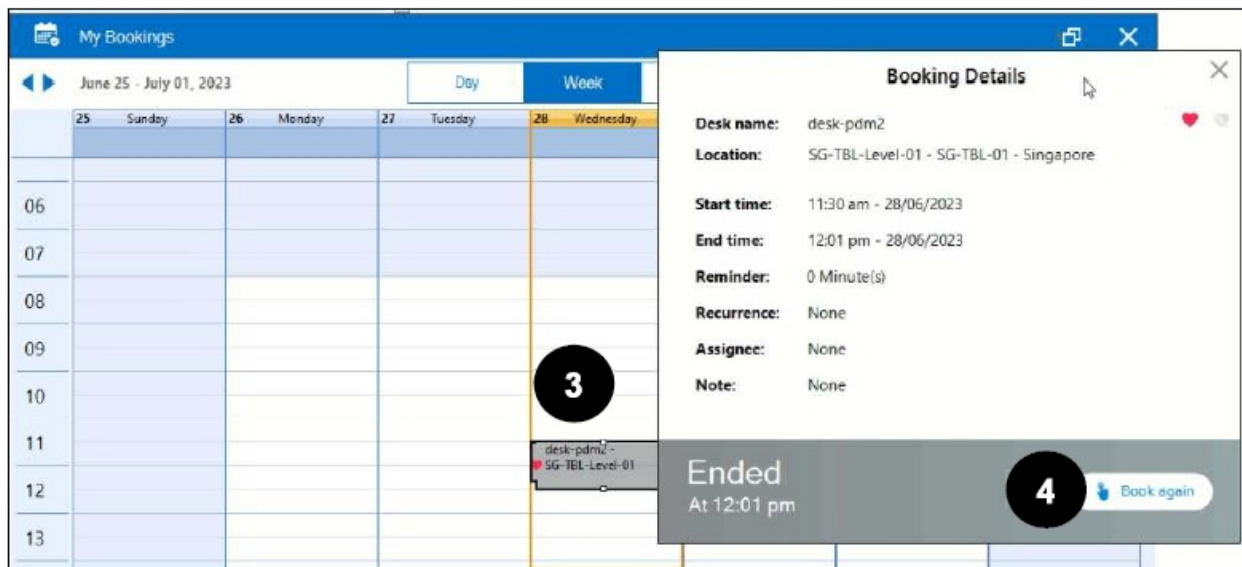 My Bookings
June 25 - July 01, 2023
Day
Week
25 Sunday
26 Monday
27 Tuesday
28 Wednesday
06
07
08
09
10
11
12
13
3
desk-pdm2 -
SG-TBL-Level-01
Booking Details
Desk name: desk-pdm2
Location: SG-TBL-Level-01 - SG-TBL-01 - Singapore
Start time: 11:30 am - 28/06/2023
End time: 12:01 pm - 28/06/2023
Reminder: 0 Minute(s)
Recurrence: None
Assignee: None
Note: None
Ended
At 12:01 pm
4
Book again